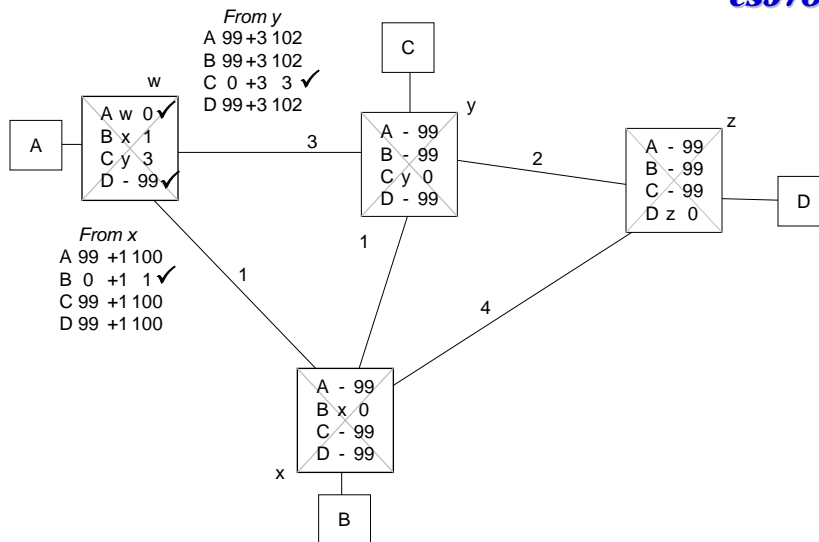 From y
A 99 +3 102
B 99 +3 102
C 0 +3 3 ✓
D 99 +3 102
C
w
y
A w 0 ✓
B x 1
C y 3
D - 99 ✓
A
3
A - 99
B - 99
C y 0
D - 99
2
z
A - 99
B - 99
C - 99
D z 0
D
From x
A 99 +1 100
B 0 +1 1 ✓
C 99 +1 100
D 99 +1 100
1
1
4
A - 99
B x 0
C - 99
D - 99
x
B